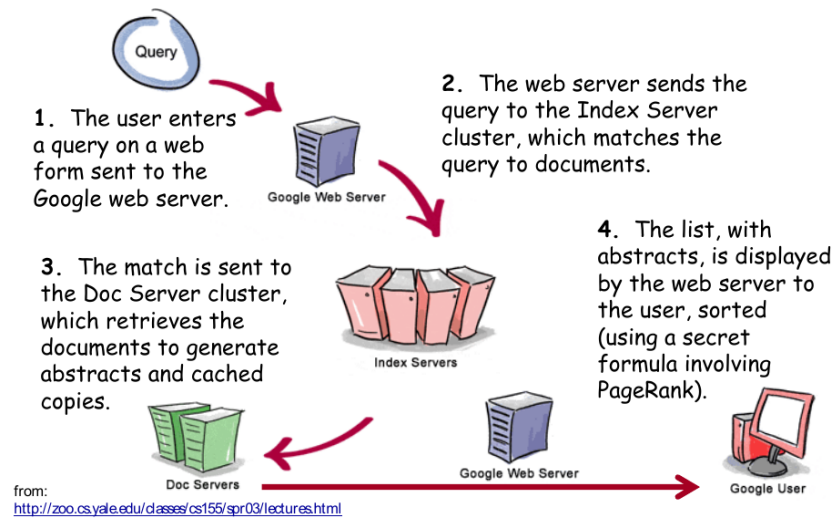 Query
1. The user enters
a query on a web
form sent to the
Google web server.
Google Web Server
2. The web server sends the
query to the Index Server
cluster, which matches the
query to documents.
3. The match is sent to
the Doc Server cluster,
which retrieves the
documents to generate
abstracts and cached
copies.
Index Servers
4. The list, with
abstracts, is displayed
by the web server to
the user, sorted
(using a secret
formula involving
PageRank).
Doc Servers
Google Web Server
Google User
from:
http://zoo.cs.yale.edu/classes/cs155/spr03/lectures.html